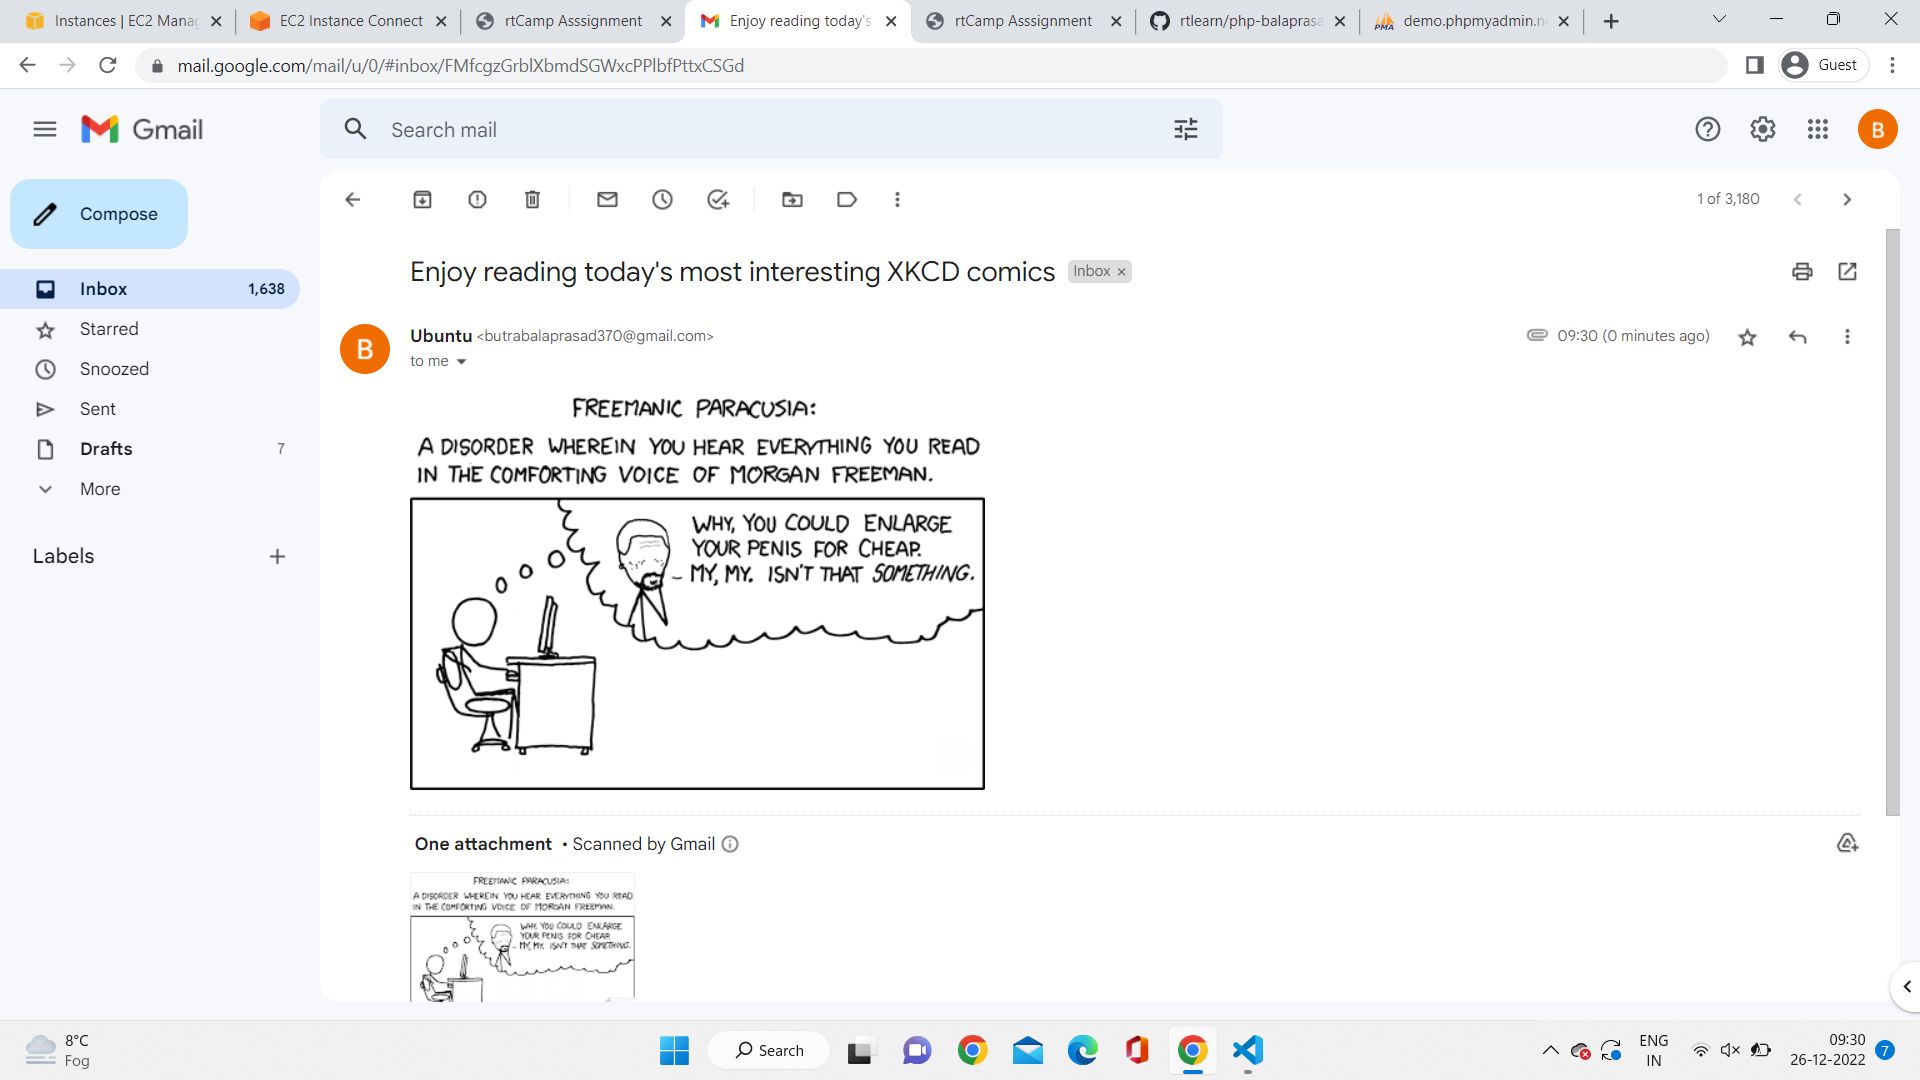 Instances | EC2 Manag
EC2 Instance Connect
rtCamp Asssignment
Enjoy reading today's
rtCamp Asssignment
rtlearn/php-balaprasa
demo.phpmyadmin.n
mail.google.com/mail/u/0/#inbox/FMfcgzGrblXbmdSGWxcPPlbfPttxCSGd
Guest
Gmail
Search mail
B
Compose
1 of 3,180
Inbox 1,638
Starred
Snoozed
Sent
Drafts 7
More
Labels
Enjoy reading today's most interesting XKCD comics Inbox ×
B
Ubuntu <butrabalaprasad370@gmail.com>
09:30 (0 minutes ago)
to me
FREEMANIC PARACUSIA:
A DISORDER WHEREIN YOU HEAR EVERYTHING YOU READ
IN THE COMFORTING VOICE OF MORGAN FREEMAN.
WHY, YOU COULD ENLARGE
YOUR PENIS FOR CHEAP.
MY, MY. ISN'T THAT SOMETHING.
One attachment • Scanned by Gmail
FREEMANIC PARACUSIA:
A DISORDER WHEREIN YOU HEAR EVERYTHING YOU READ
IN THE COMFORTING VOICE OF MORGAN FREEMAN.
WHY, YOU COULD ENLARGE
YOUR PENIS FOR CHEAP.
MY, MY. ISN'T THAT SOMETHING.
8°C
Fog
Search
ENG
IN
09:30
26-12-2022
7